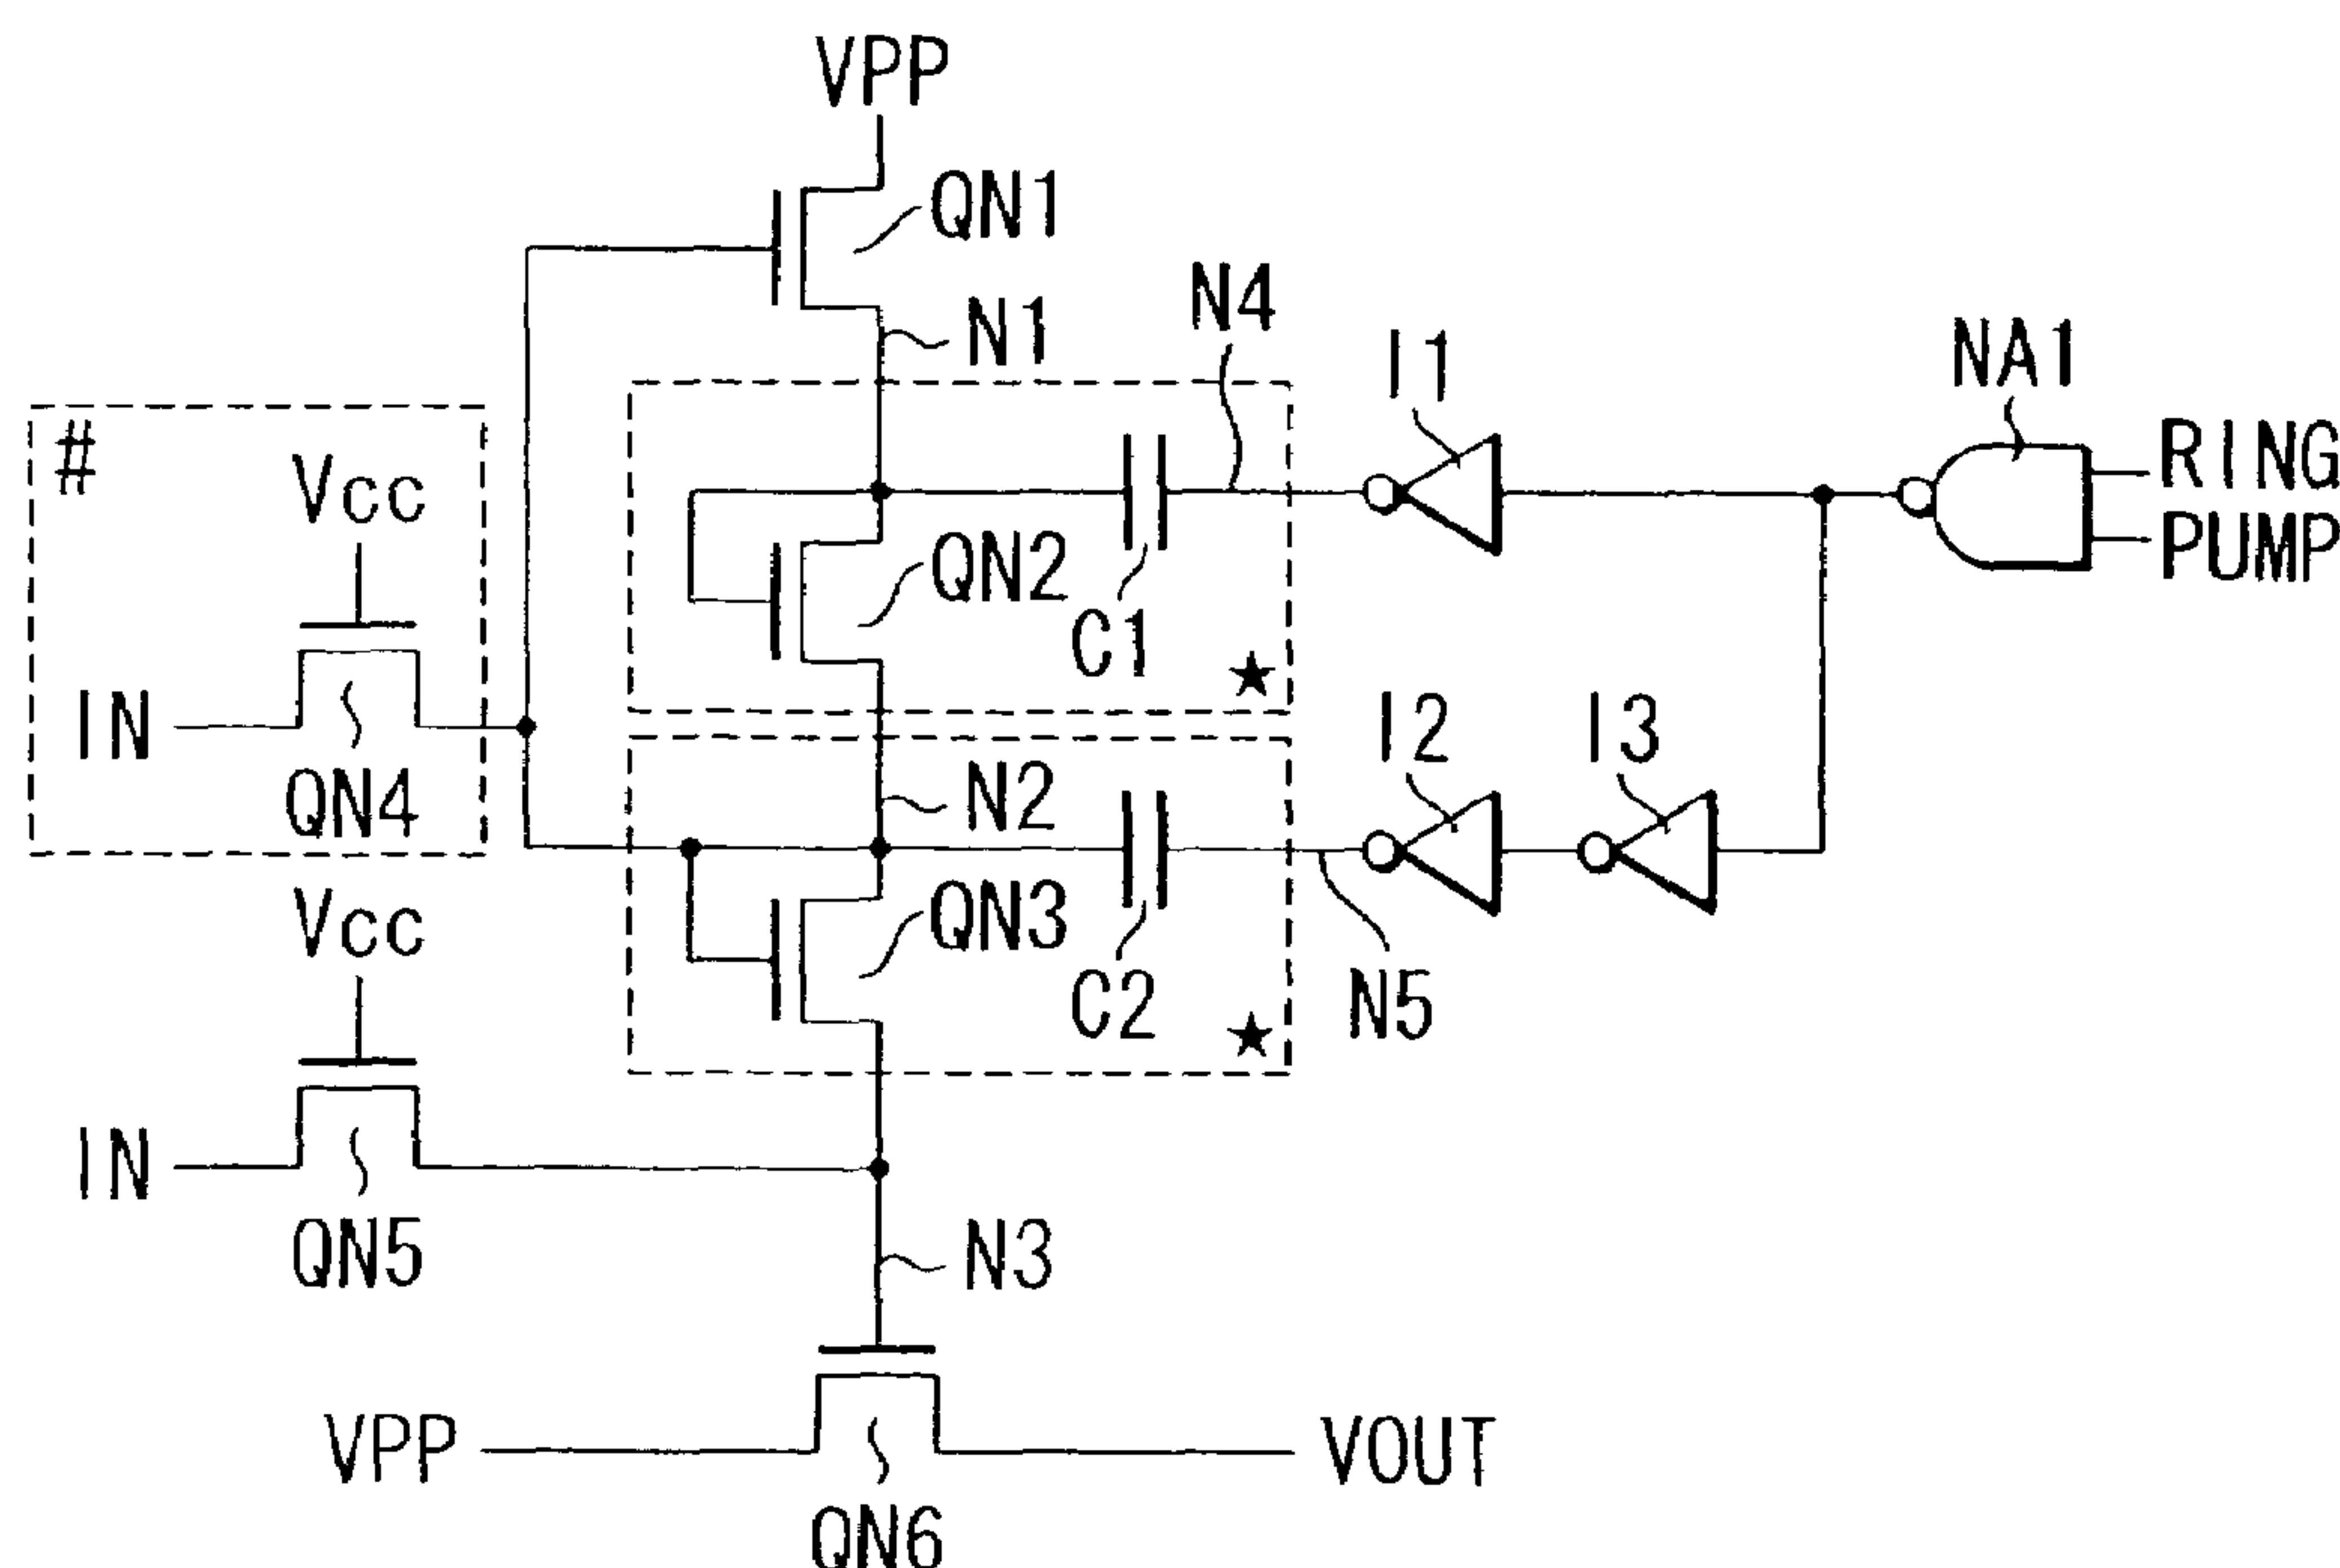 VPP
QN1
N1
N4
I1
NA1
RING
PUMP
#
Vcc
QN2
C1
★
IN
QN4
N2
I2
I3
Vcc
QN3
C2
★
N5
IN
QN5
N3
VPP
VOUT
QN6